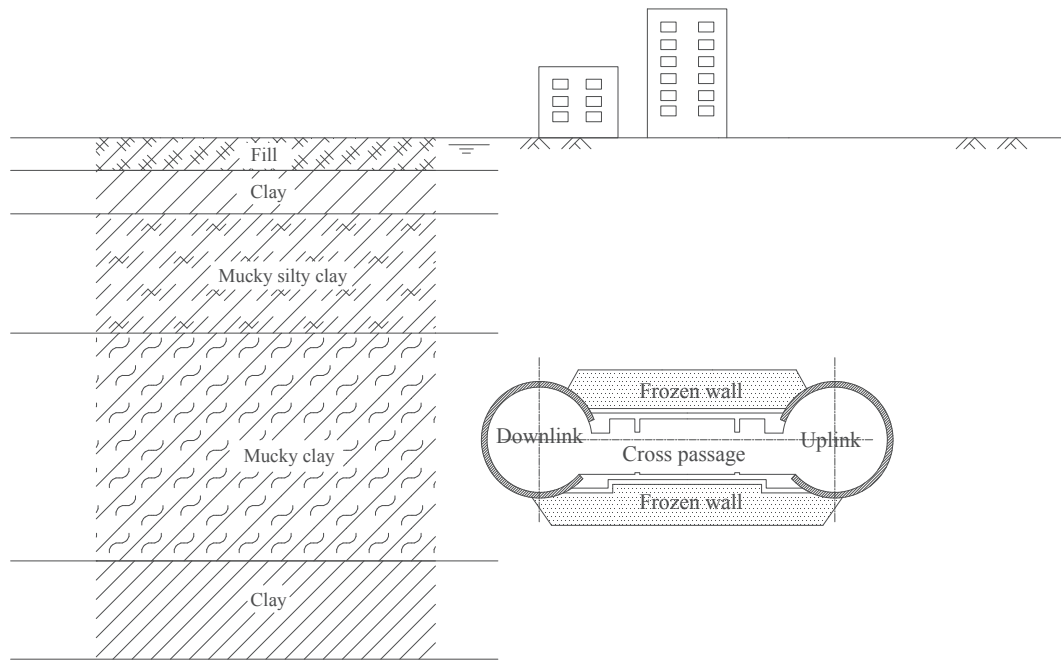 Fill
Clay
Mucky silty clay
Mucky clay
Clay
Frozen wall
Downlink
Uplink
Cross passage
Frozen wall